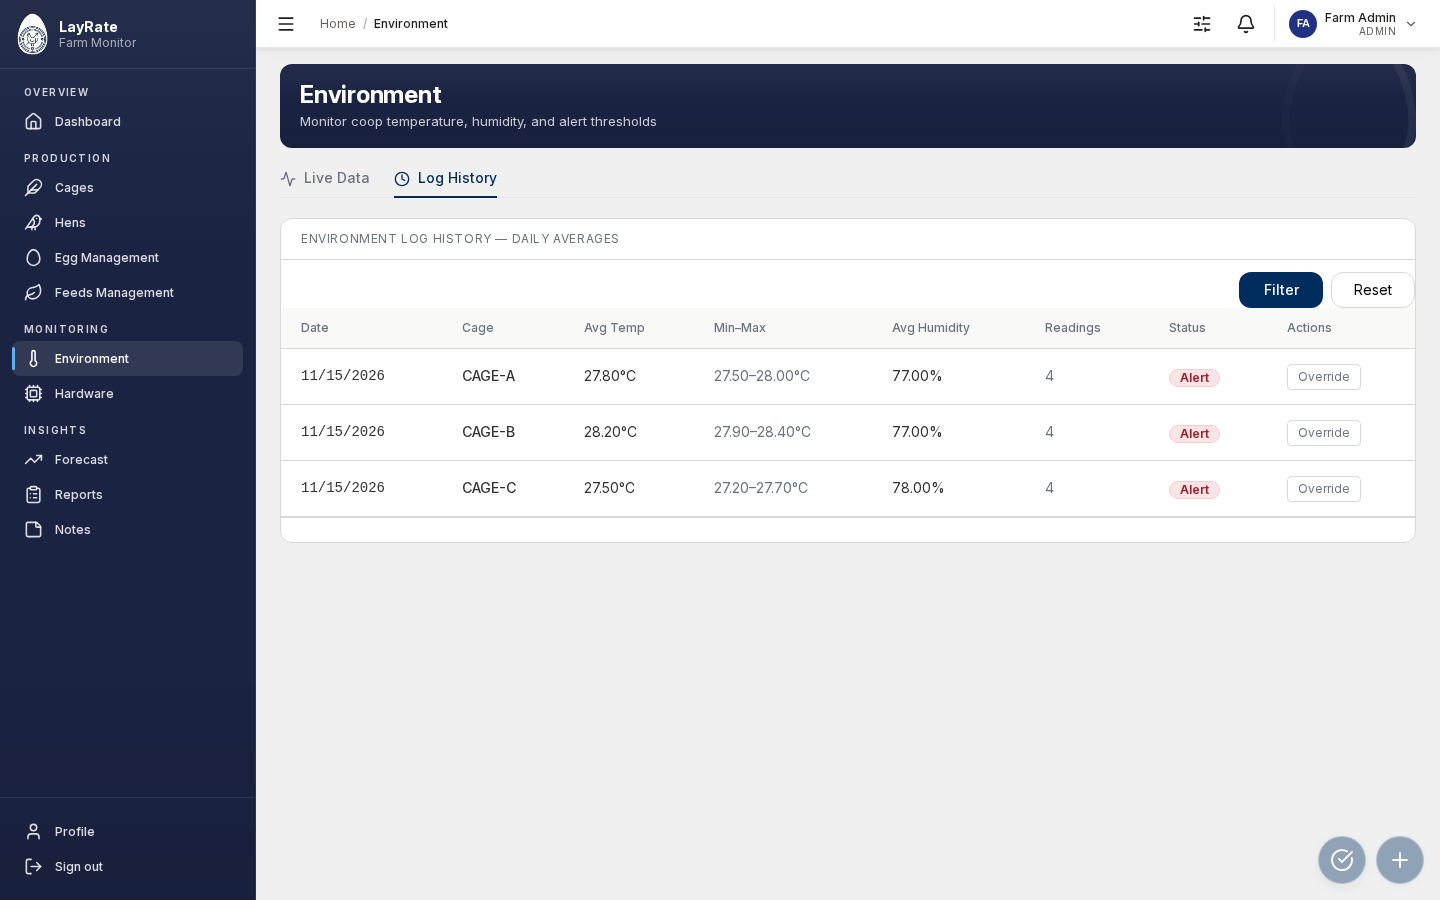 LayRate
Farm Monitor
OVERVIEW
Dashboard
PRODUCTION
Cages
Hens
Egg Management
Feeds Management
MONITORING
Environment
Hardware
INSIGHTS
Forecast
Reports
Notes
Profile
Sign out
Home / Environment
FA
Farm Admin
ADMIN
Environment
Monitor coop temperature, humidity, and alert thresholds
Live Data
Log History
ENVIRONMENT LOG HISTORY — DAILY AVERAGES
Filter
Reset
Date Cage Avg Temp Min–Max Avg Humidity Readings Status Actions
11/15/2026 CAGE-A 27.80°C 27.50–28.00°C 77.00% 4 Alert Override
11/15/2026 CAGE-B 28.20°C 27.90–28.40°C 77.00% 4 Alert Override
11/15/2026 CAGE-C 27.50°C 27.20–27.70°C 78.00% 4 Alert Override